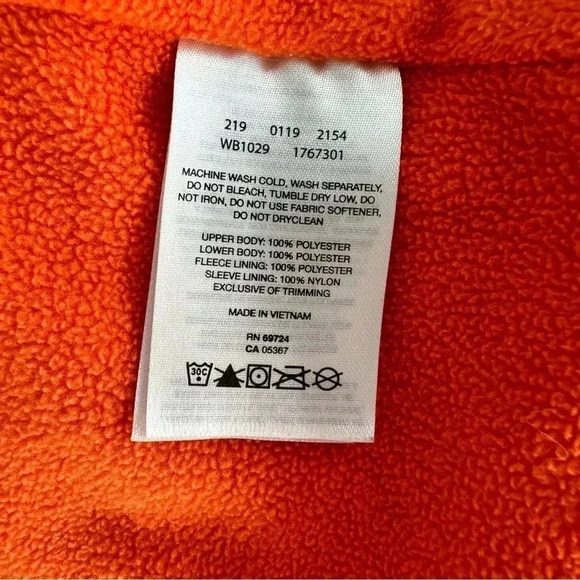 219 0119 2154
WB1029 1767301
MACHINE WASH COLD, WASH SEPARATELY,
DO NOT BLEACH, TUMBLE DRY LOW, DO
NOT IRON, DO NOT USE FABRIC SOFTENER,
DO NOT DRYCLEAN
UPPER BODY: 100% POLYESTER
LOWER BODY: 100% POLYESTER
FLEECE LINING: 100% POLYESTER
SLEEVE LINING: 100% NYLON
EXCLUSIVE OF TRIMMING
MADE IN VIETNAM
RN 69724
CA 05367
30C